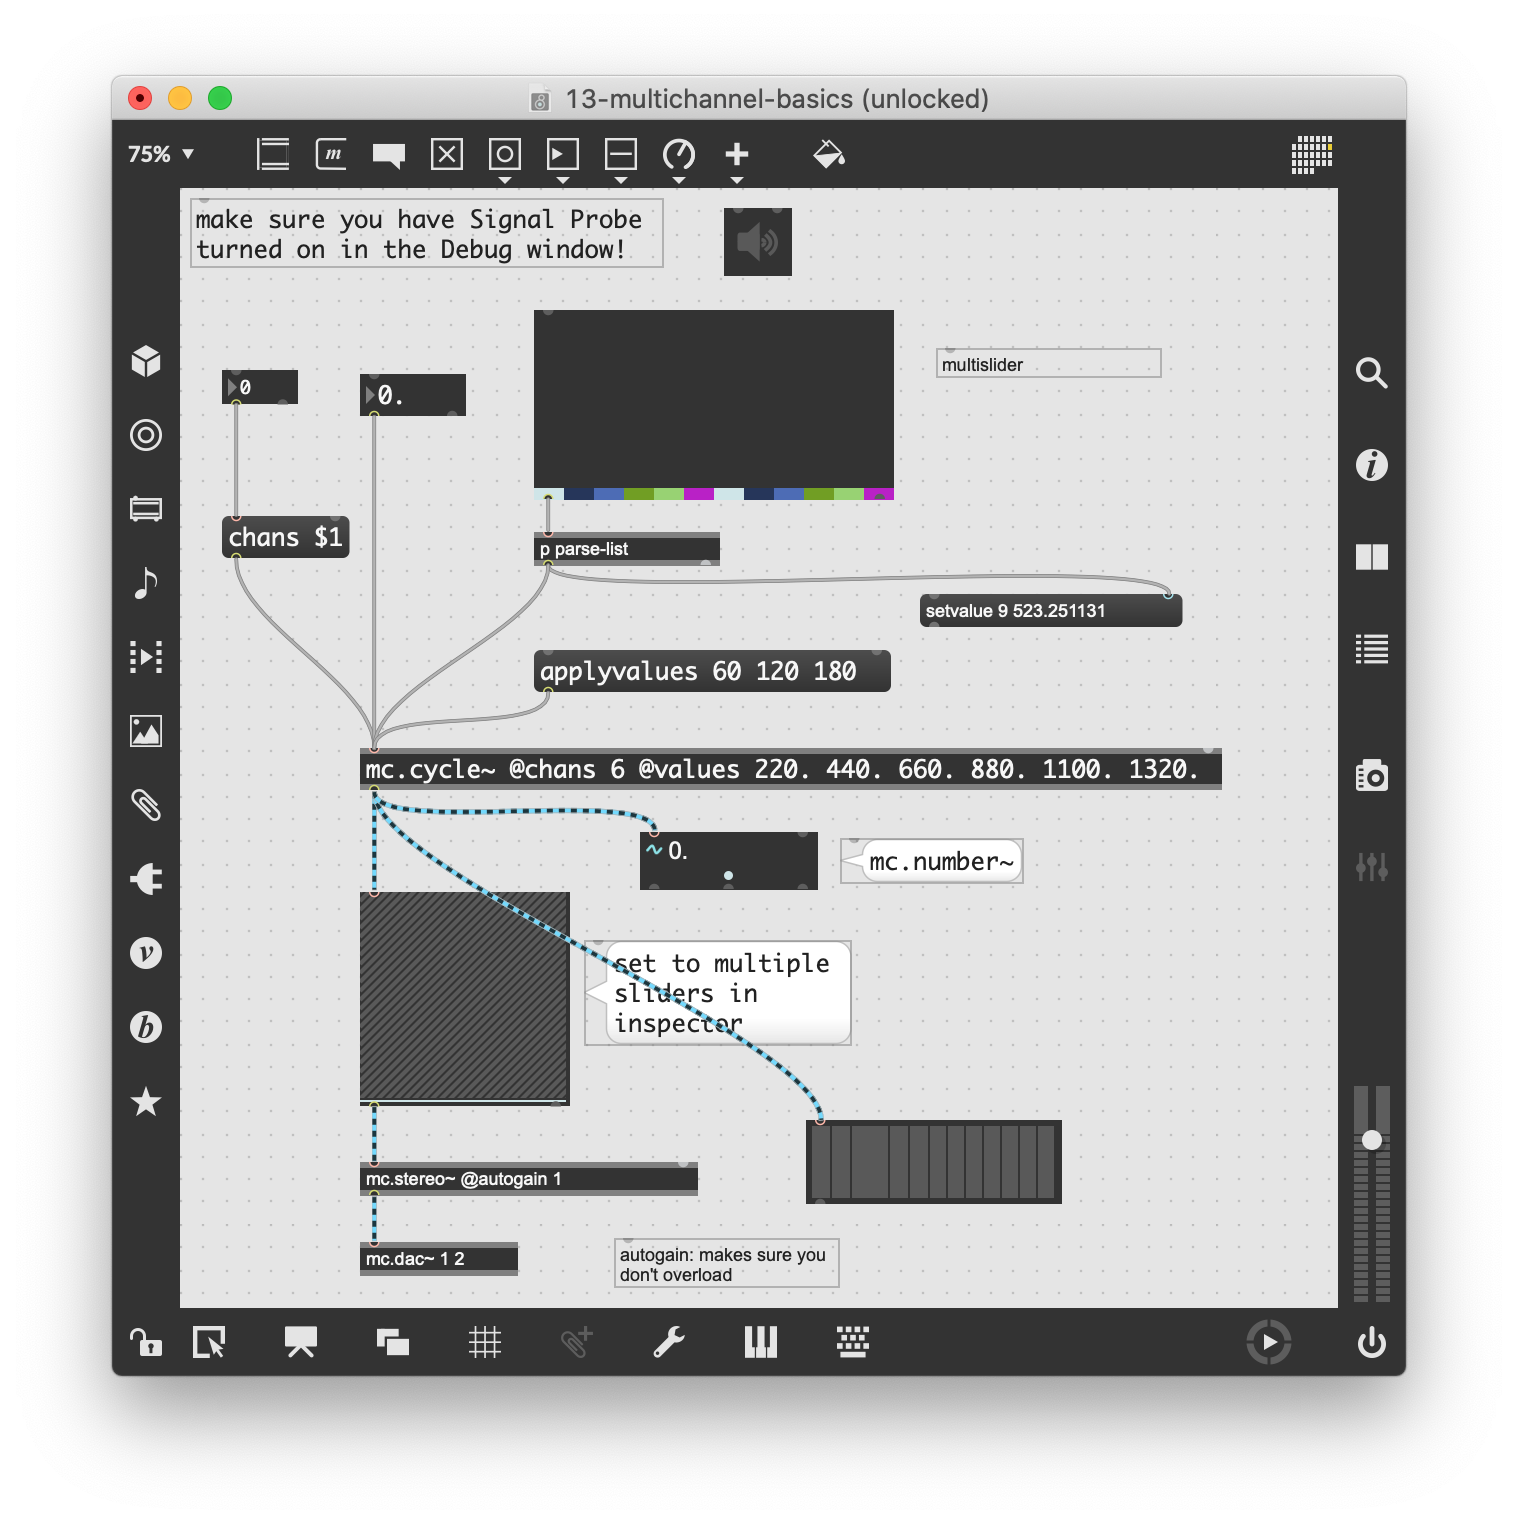 13-multichannel-basics (unlocked)
75%
m
make sure you have Signal Probe
turned on in the Debug window!
multislider
0
0.
chans $1
p parse-list
setvalue 9 523.251131
applyvalues 60 120 180
mc.cycle~ @chans 6 @values 220. 440. 660. 880. 1100. 1320.
~ 0.
mc.number~
set to multiple
sliders in
inspector
mc.stereo~ @autogain 1
mc.dac~ 1 2
autogain: makes sure you
don't overload
i
v
b